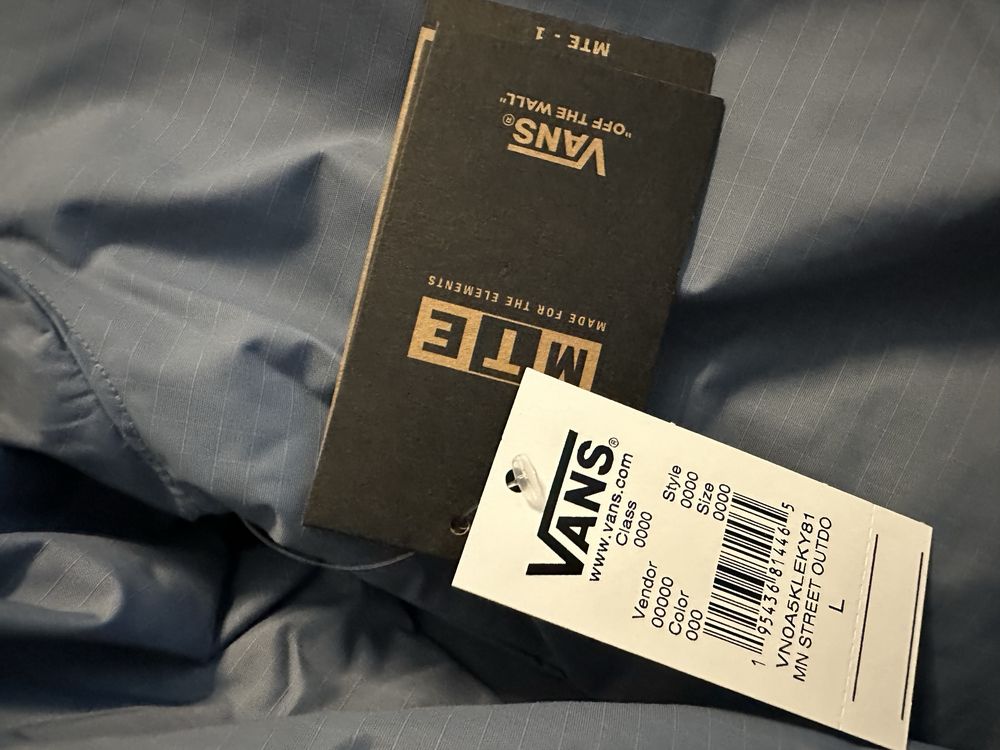 MTE - 1
VANS®
"OFF THE WALL"
MTE
MADE FOR THE ELEMENTS
VANS®
www.vans.com
Vendor Class Style
00000 0000 0000
Color Size
000 0000
1 95436 81446 5
VN0A5KLEKY81
MN STREET OUTDO
L